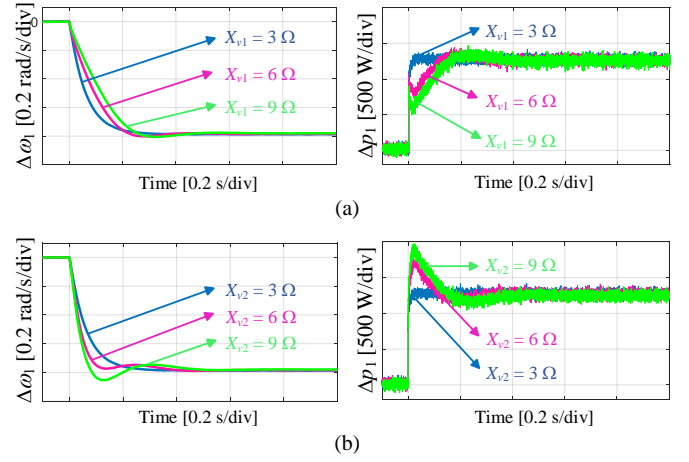 0
Δω1 [0.2 rad/s/div]
Xv1 = 3 Ω
Xv1 = 6 Ω
Xv1 = 9 Ω
Time [0.2 s/div]
Δp1 [500 W/div]
Xv1 = 3 Ω
Xv1 = 6 Ω
Xv1 = 9 Ω
Time [0.2 s/div]
(a)
Δω1 [0.2 rad/s/div]
Xv2 = 3 Ω
Xv2 = 6 Ω
Xv2 = 9 Ω
Time [0.2 s/div]
Δp1 [500 W/div]
Xv2 = 9 Ω
Xv2 = 6 Ω
Xv2 = 3 Ω
Time [0.2 s/div]
(b)